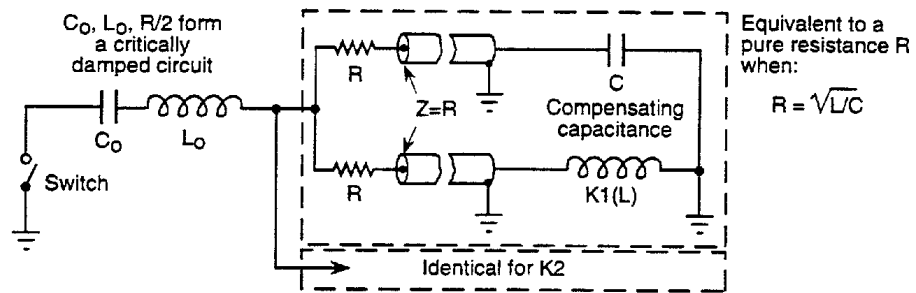 C₀, L₀, R/2 form
a critically
damped circuit
C₀
L₀
Switch
R
Z=R
R
C
Compensating
capacitance
K1(L)
Identical for K2
Equivalent to a
pure resistance R
when:
R = √L/C